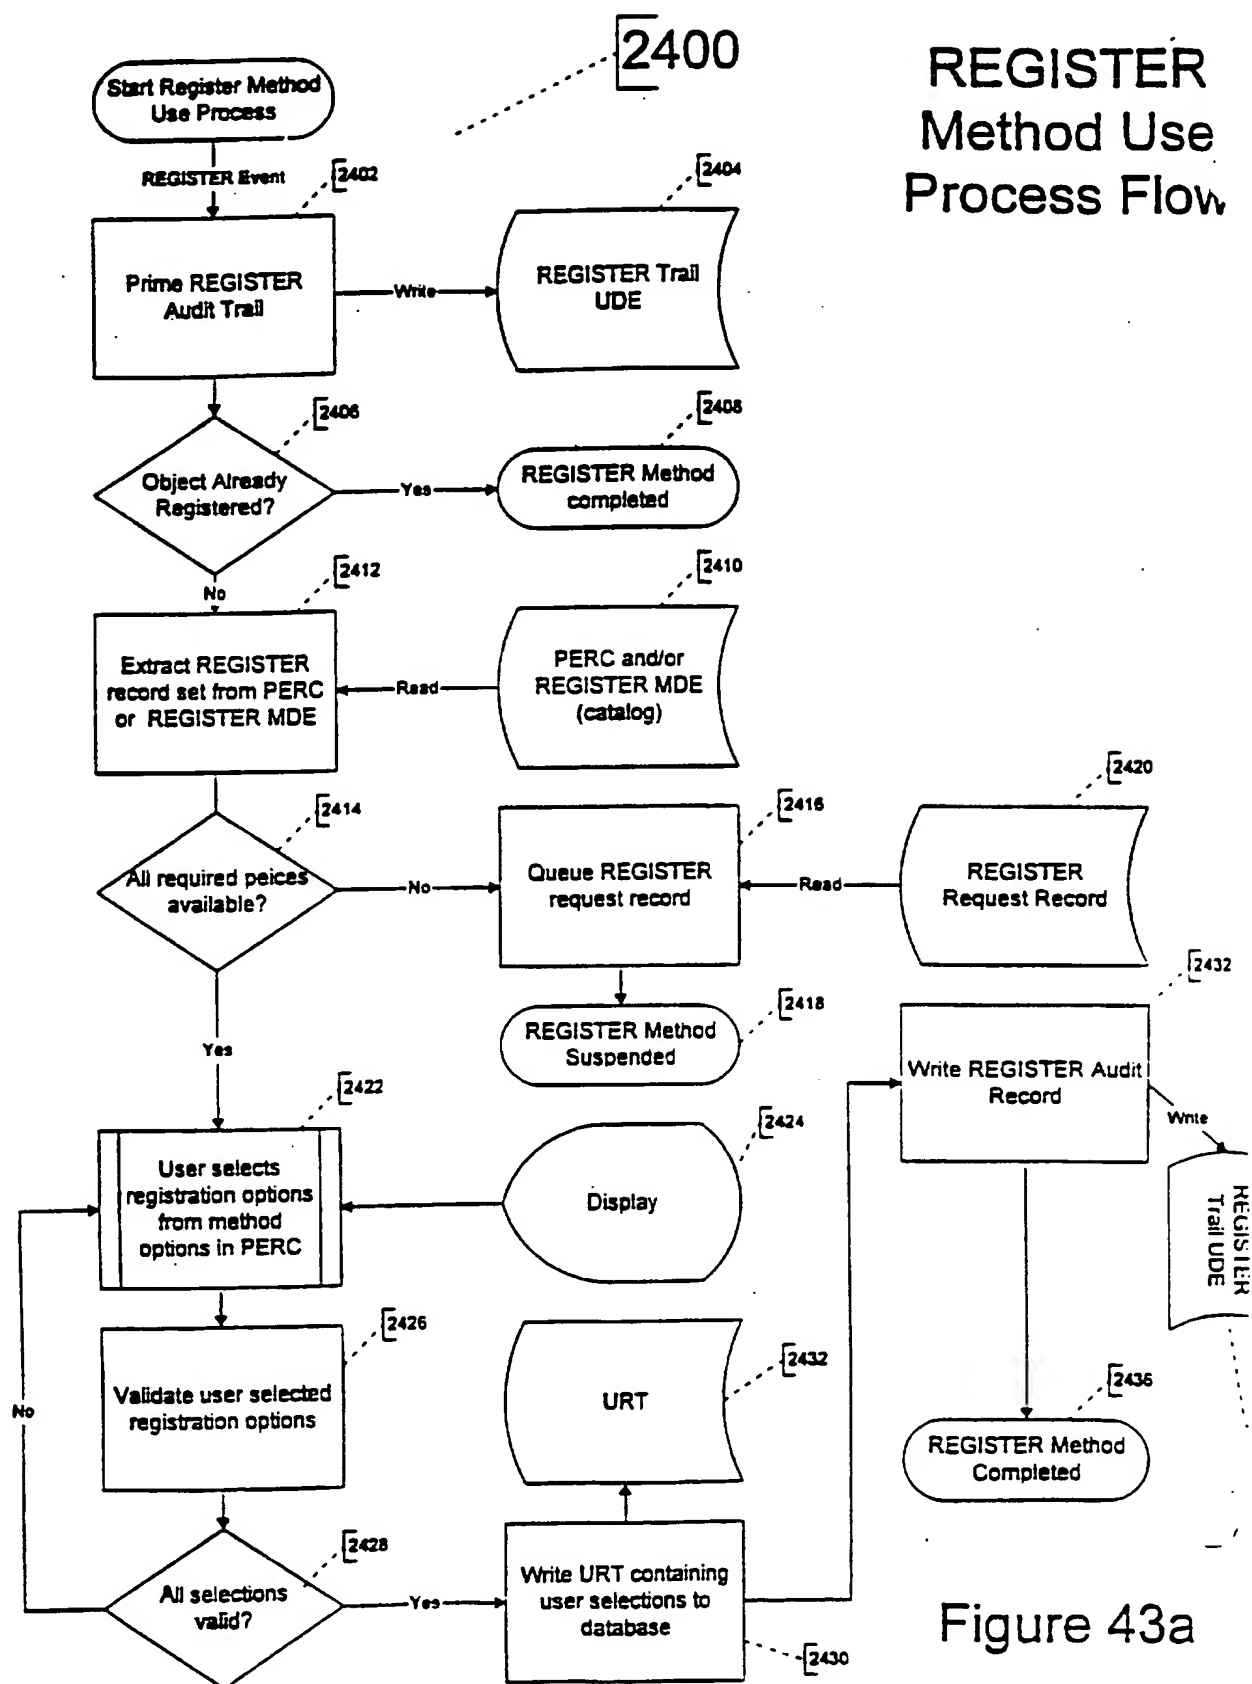 2400
REGISTER
Method Use
Process Flow
Start Register Method
Use Process
REGISTER Event
2402
Prime REGISTER
Audit Trail
Write
2404
REGISTER Trail
UDE
2406
Object Already
Registered?
Yes
2408
REGISTER Method
completed
No
2412
Extract REGISTER
record set from PERC
or REGISTER MDE
Read
2410
PERC and/or
REGISTER MDE
(catalog)
2414
All required peices
available?
No
2416
Queue REGISTER
request record
Read
2420
REGISTER
Request Record
2418
REGISTER Method
Suspended
Yes
2422
User selects
registration options
from method
options in PERC
2424
Display
2426
Validate user selected
registration options
No
2428
All selections
valid?
Yes
Write URT containing
user selections to
database
2430
2432
URT
2432
Write REGISTER Audit
Record
Write
REGISTER
Trail UDE
2436
REGISTER Method
Completed
Figure 43a